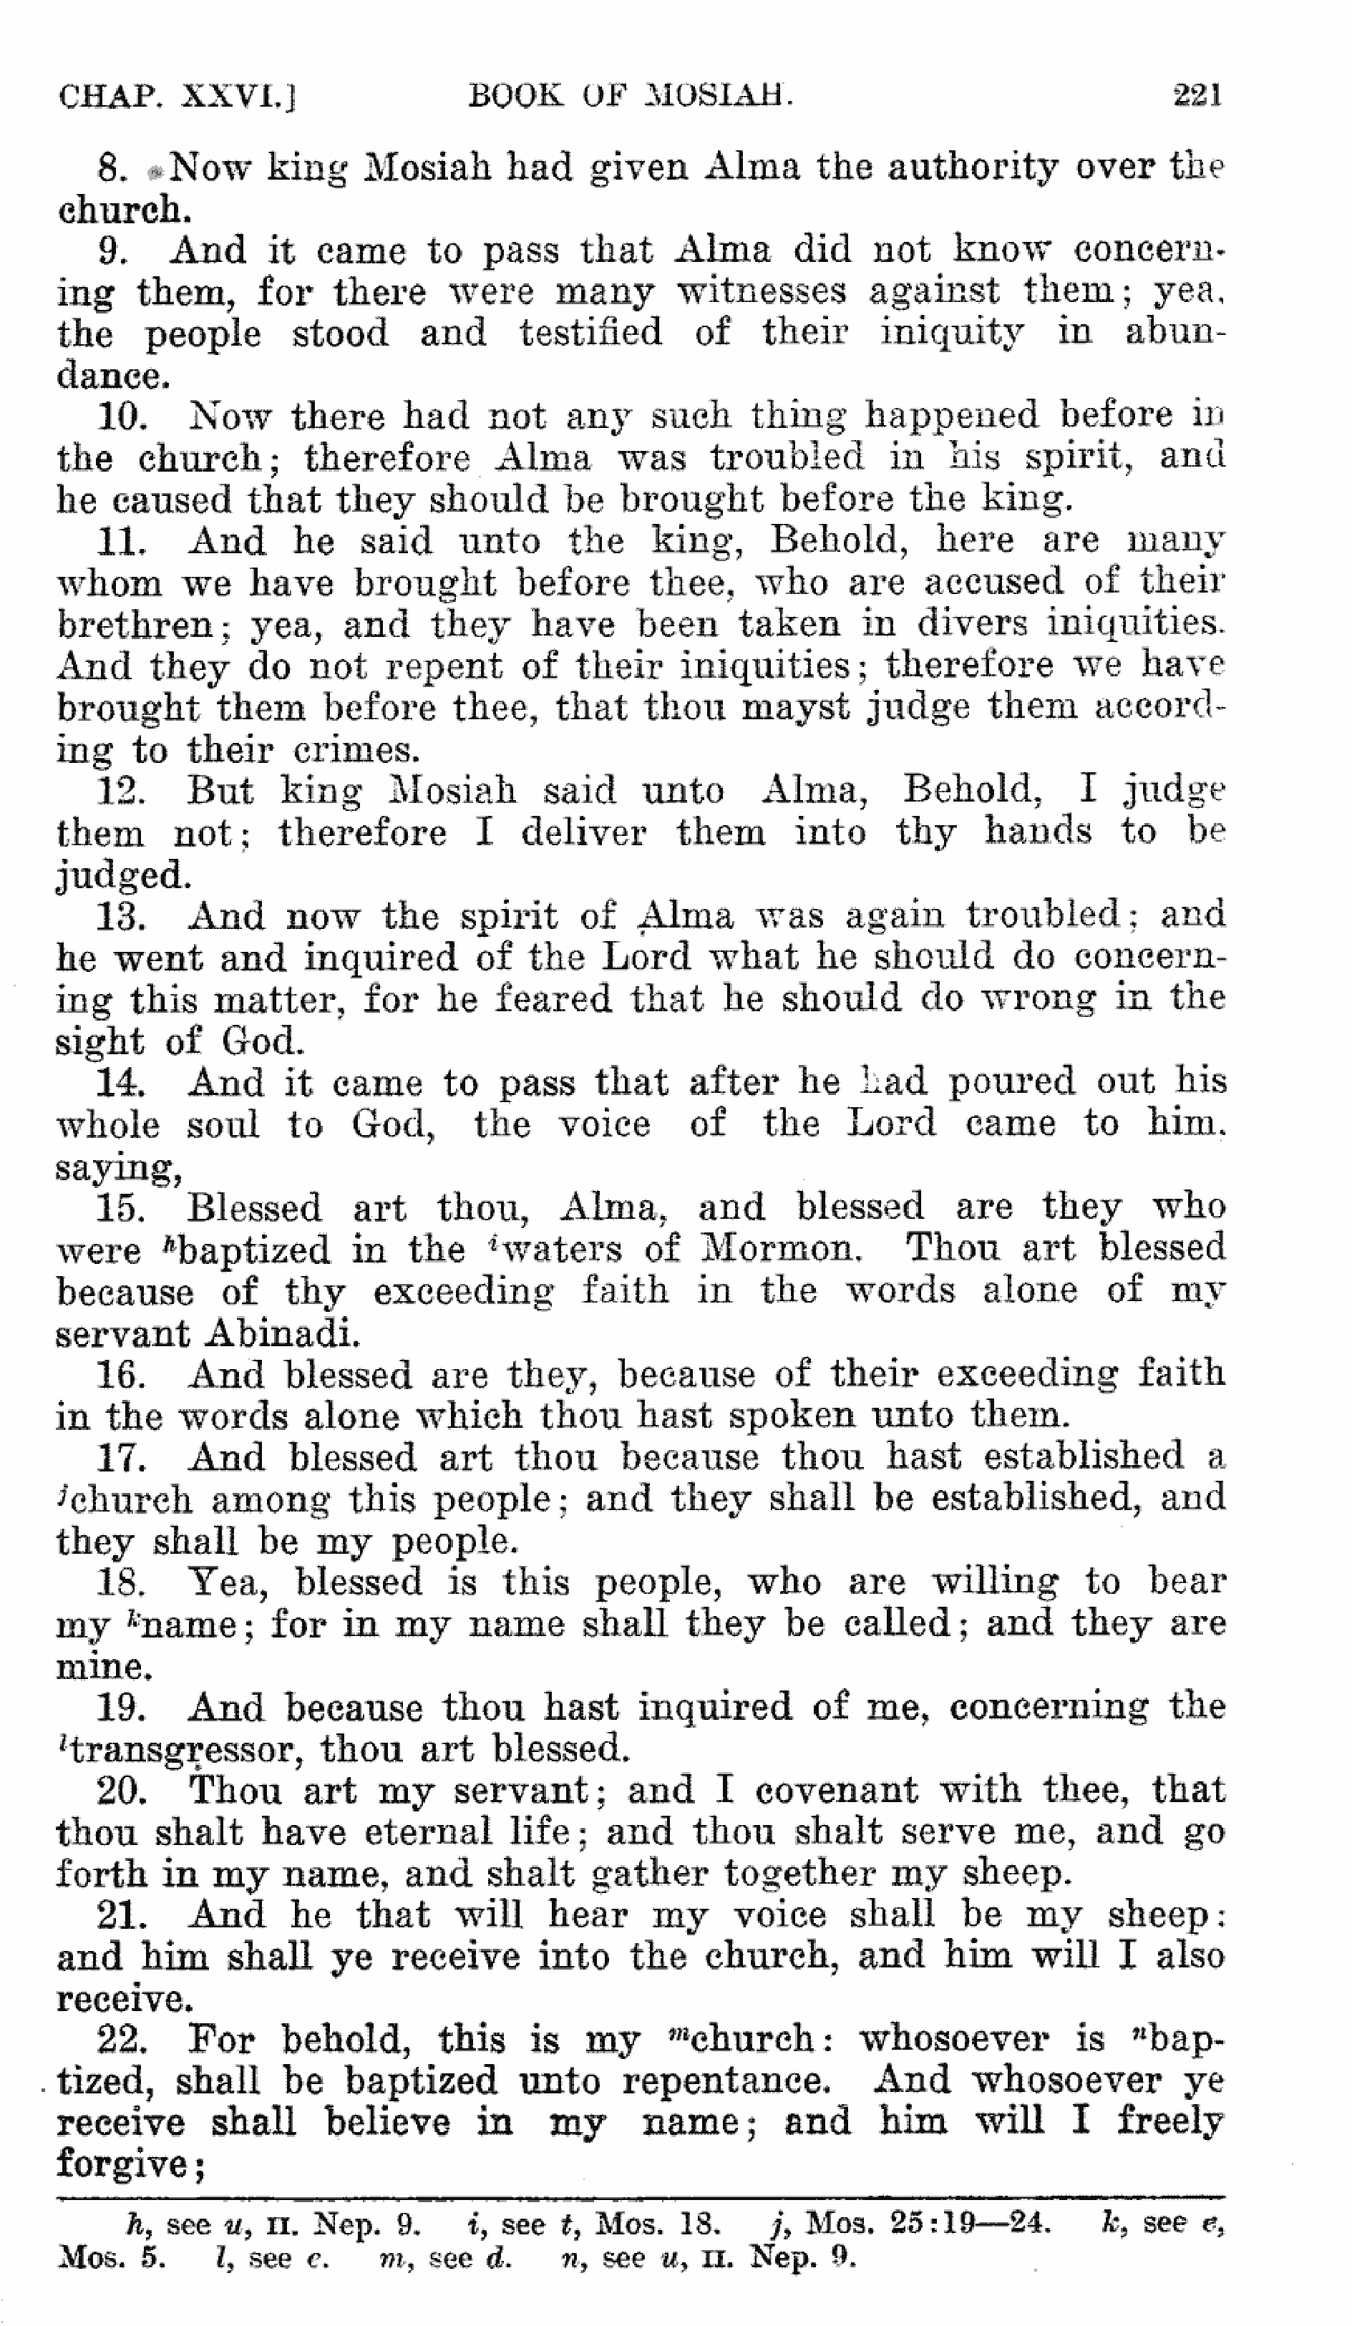 CHAP. XXVI.] BOOK OF MOSIAH. 221
8. Now king Mosiah had given Alma the authority over the
church.
9. And it came to pass that Alma did not know concern-
ing them, for there were many witnesses against them; yea,
the people stood and testified of their iniquity in abun-
dance.
10. Now there had not any such thing happened before in
the church; therefore Alma was troubled in his spirit, and
he caused that they should be brought before the king.
11. And he said unto the king, Behold, here are many
whom we have brought before thee, who are accused of their
brethren; yea, and they have been taken in divers iniquities.
And they do not repent of their iniquities; therefore we have
brought them before thee, that thou mayst judge them accord-
ing to their crimes.
12. But king Mosiah said unto Alma, Behold, I judge
them not; therefore I deliver them into thy hands to be
judged.
13. And now the spirit of Alma was again troubled; and
he went and inquired of the Lord what he should do concern-
ing this matter, for he feared that he should do wrong in the
sight of God.
14. And it came to pass that after he had poured out his
whole soul to God, the voice of the Lord came to him,
saying,
15. Blessed art thou, Alma, and blessed are they who
were ʰbaptized in the ⁱwaters of Mormon. Thou art blessed
because of thy exceeding faith in the words alone of my
servant Abinadi.
16. And blessed are they, because of their exceeding faith
in the words alone which thou hast spoken unto them.
17. And blessed art thou because thou hast established a
ʲchurch among this people; and they shall be established, and
they shall be my people.
18. Yea, blessed is this people, who are willing to bear
my ᵏname; for in my name shall they be called; and they are
mine.
19. And because thou hast inquired of me, concerning the
ˡtransgressor, thou art blessed.
20. Thou art my servant; and I covenant with thee, that
thou shalt have eternal life; and thou shalt serve me, and go
forth in my name, and shalt gather together my sheep.
21. And he that will hear my voice shall be my sheep:
and him shall ye receive into the church, and him will I also
receive.
22. For behold, this is my ᵐchurch: whosoever is ⁿbap-
tized, shall be baptized unto repentance. And whosoever ye
receive shall believe in my name; and him will I freely
forgive;
h, see u, II. Nep. 9. i, see t, Mos. 18. j, Mos. 25:19—24. k, see e,
Mos. 5. l, see c. m, see d. n, see u, II. Nep. 9.